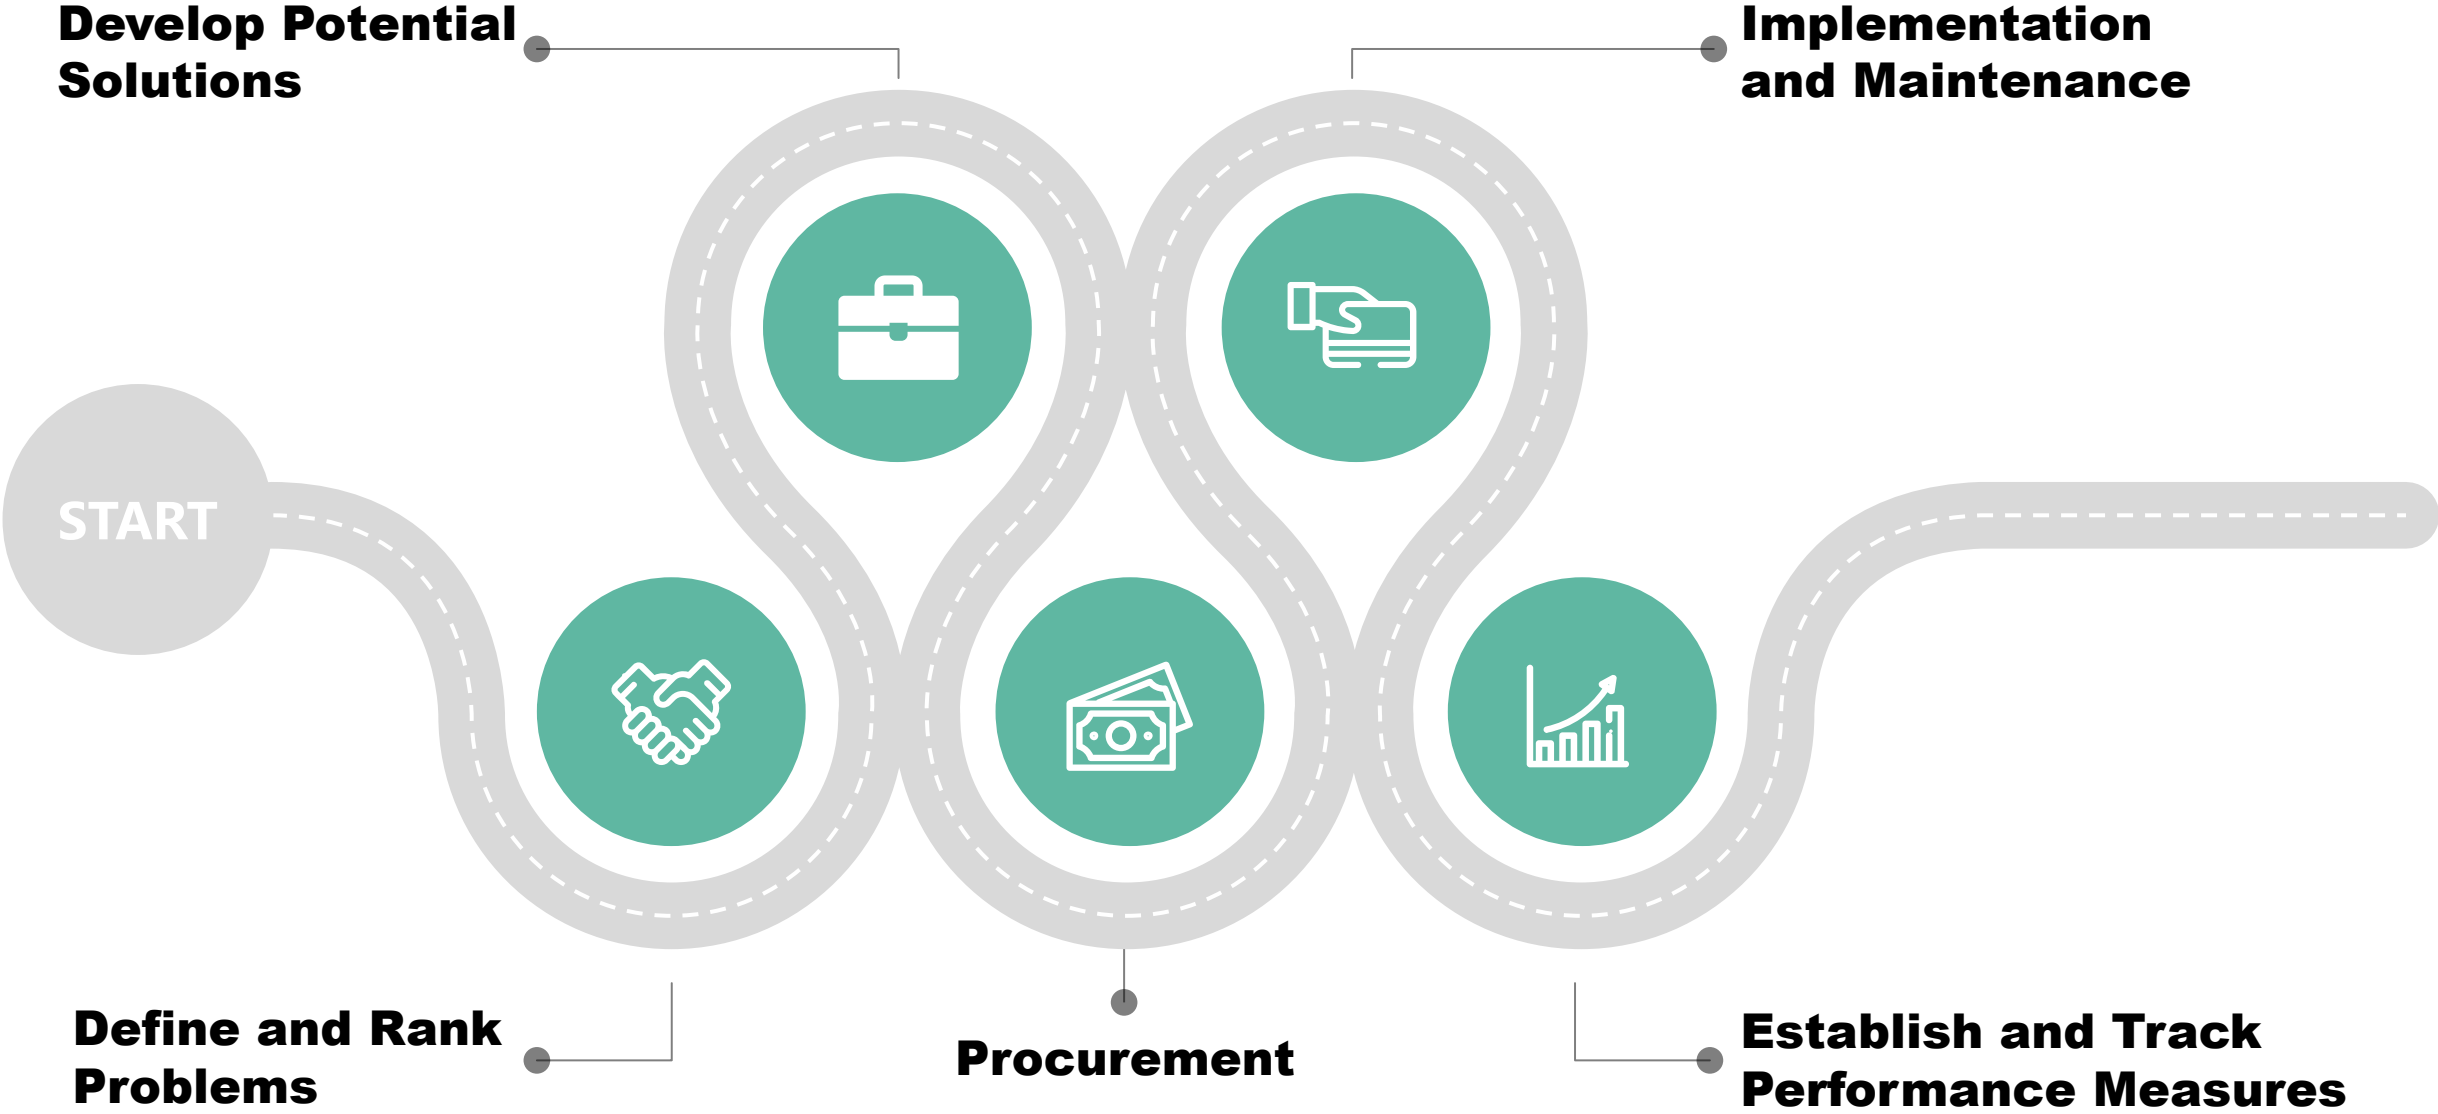 Develop Potential
Solutions
Implementation
and Maintenance
START
Define and Rank
Problems
Procurement
Establish and Track
Performance Measures